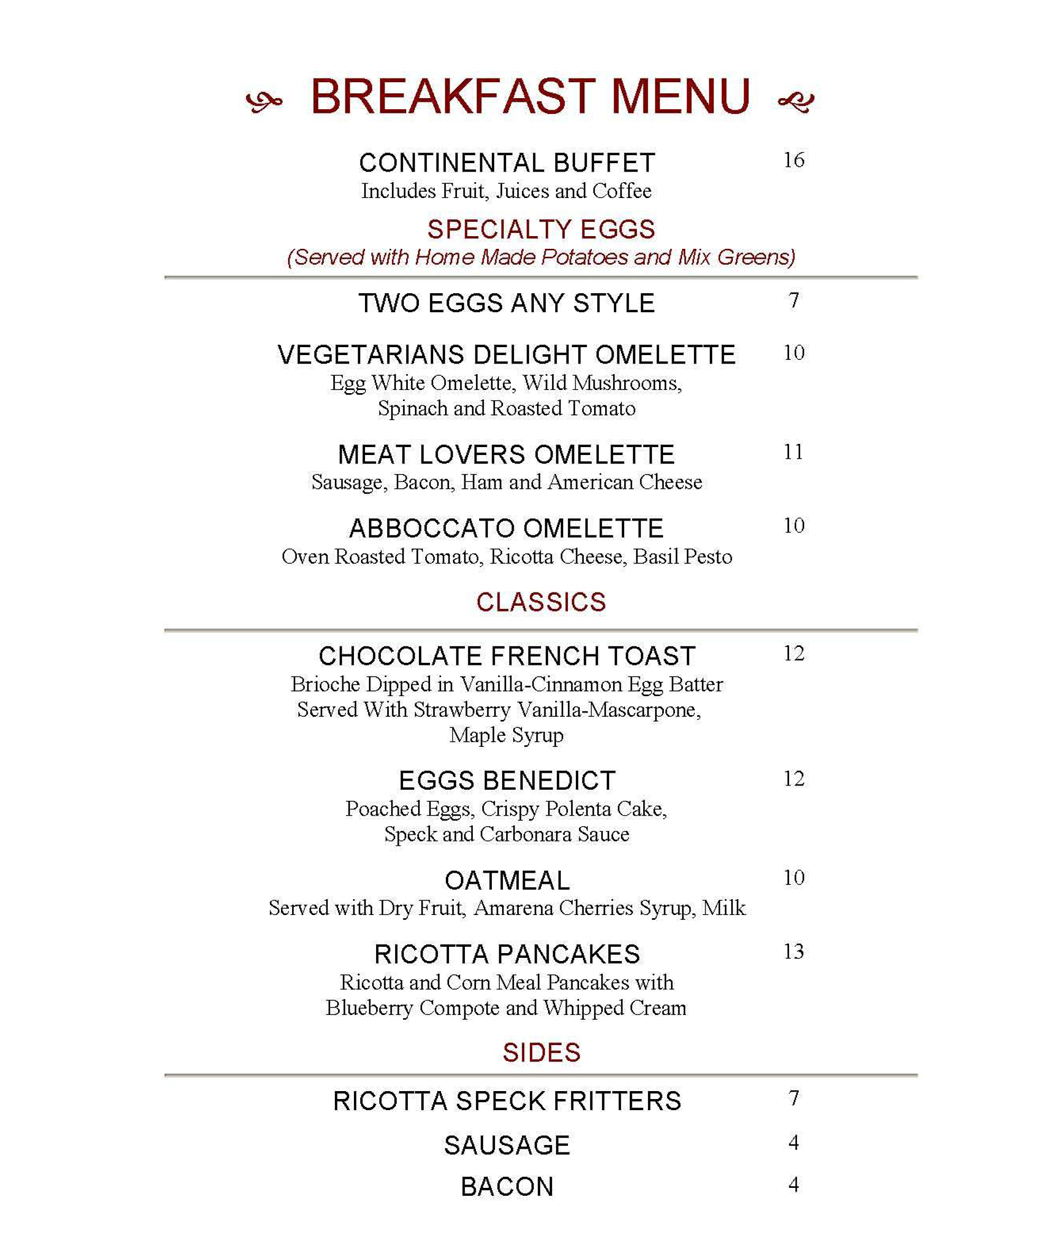 BREAKFAST MENU
CONTINENTAL BUFFET 16
Includes Fruit, Juices and Coffee
SPECIALTY EGGS
(Served with Home Made Potatoes and Mix Greens)
TWO EGGS ANY STYLE 7
VEGETARIANS DELIGHT OMELETTE 10
Egg White Omelette, Wild Mushrooms,
Spinach and Roasted Tomato
MEAT LOVERS OMELETTE 11
Sausage, Bacon, Ham and American Cheese
ABBOCCATO OMELETTE 10
Oven Roasted Tomato, Ricotta Cheese, Basil Pesto
CLASSICS
CHOCOLATE FRENCH TOAST 12
Brioche Dipped in Vanilla-Cinnamon Egg Batter
Served With Strawberry Vanilla-Mascarpone,
Maple Syrup
EGGS BENEDICT 12
Poached Eggs, Crispy Polenta Cake,
Speck and Carbonara Sauce
OATMEAL 10
Served with Dry Fruit, Amarena Cherries Syrup, Milk
RICOTTA PANCAKES 13
Ricotta and Corn Meal Pancakes with
Blueberry Compote and Whipped Cream
SIDES
RICOTTA SPECK FRITTERS 7
SAUSAGE 4
BACON 4